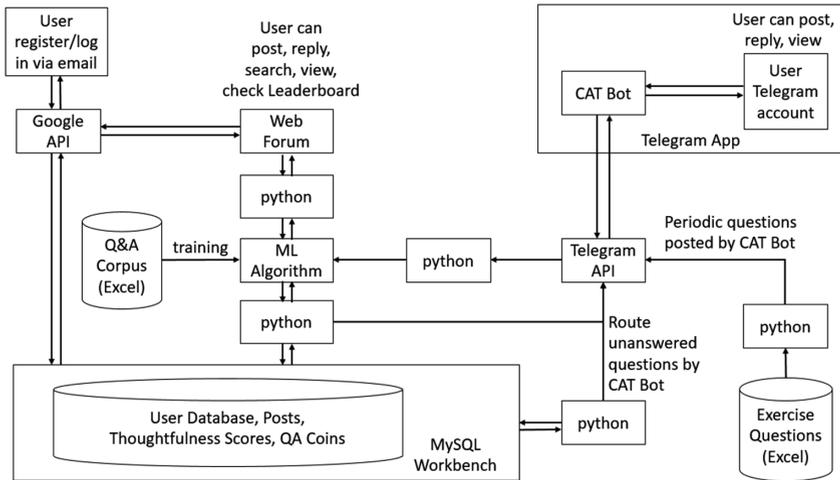 User
register/log
in via email
User can
post, reply,
search, view,
check Leaderboard
User can post,
reply, view
User
Telegram
account
CAT Bot
Telegram App
Google
API
Web
Forum
python
Q&A
Corpus
(Excel)
training
ML
Algorithm
python
Telegram
API
Periodic questions
posted by CAT Bot
python
Route
unanswered
questions by
CAT Bot
python
User Database, Posts,
Thoughtfulness Scores, QA Coins
MySQL
Workbench
python
Exercise
Questions
(Excel)